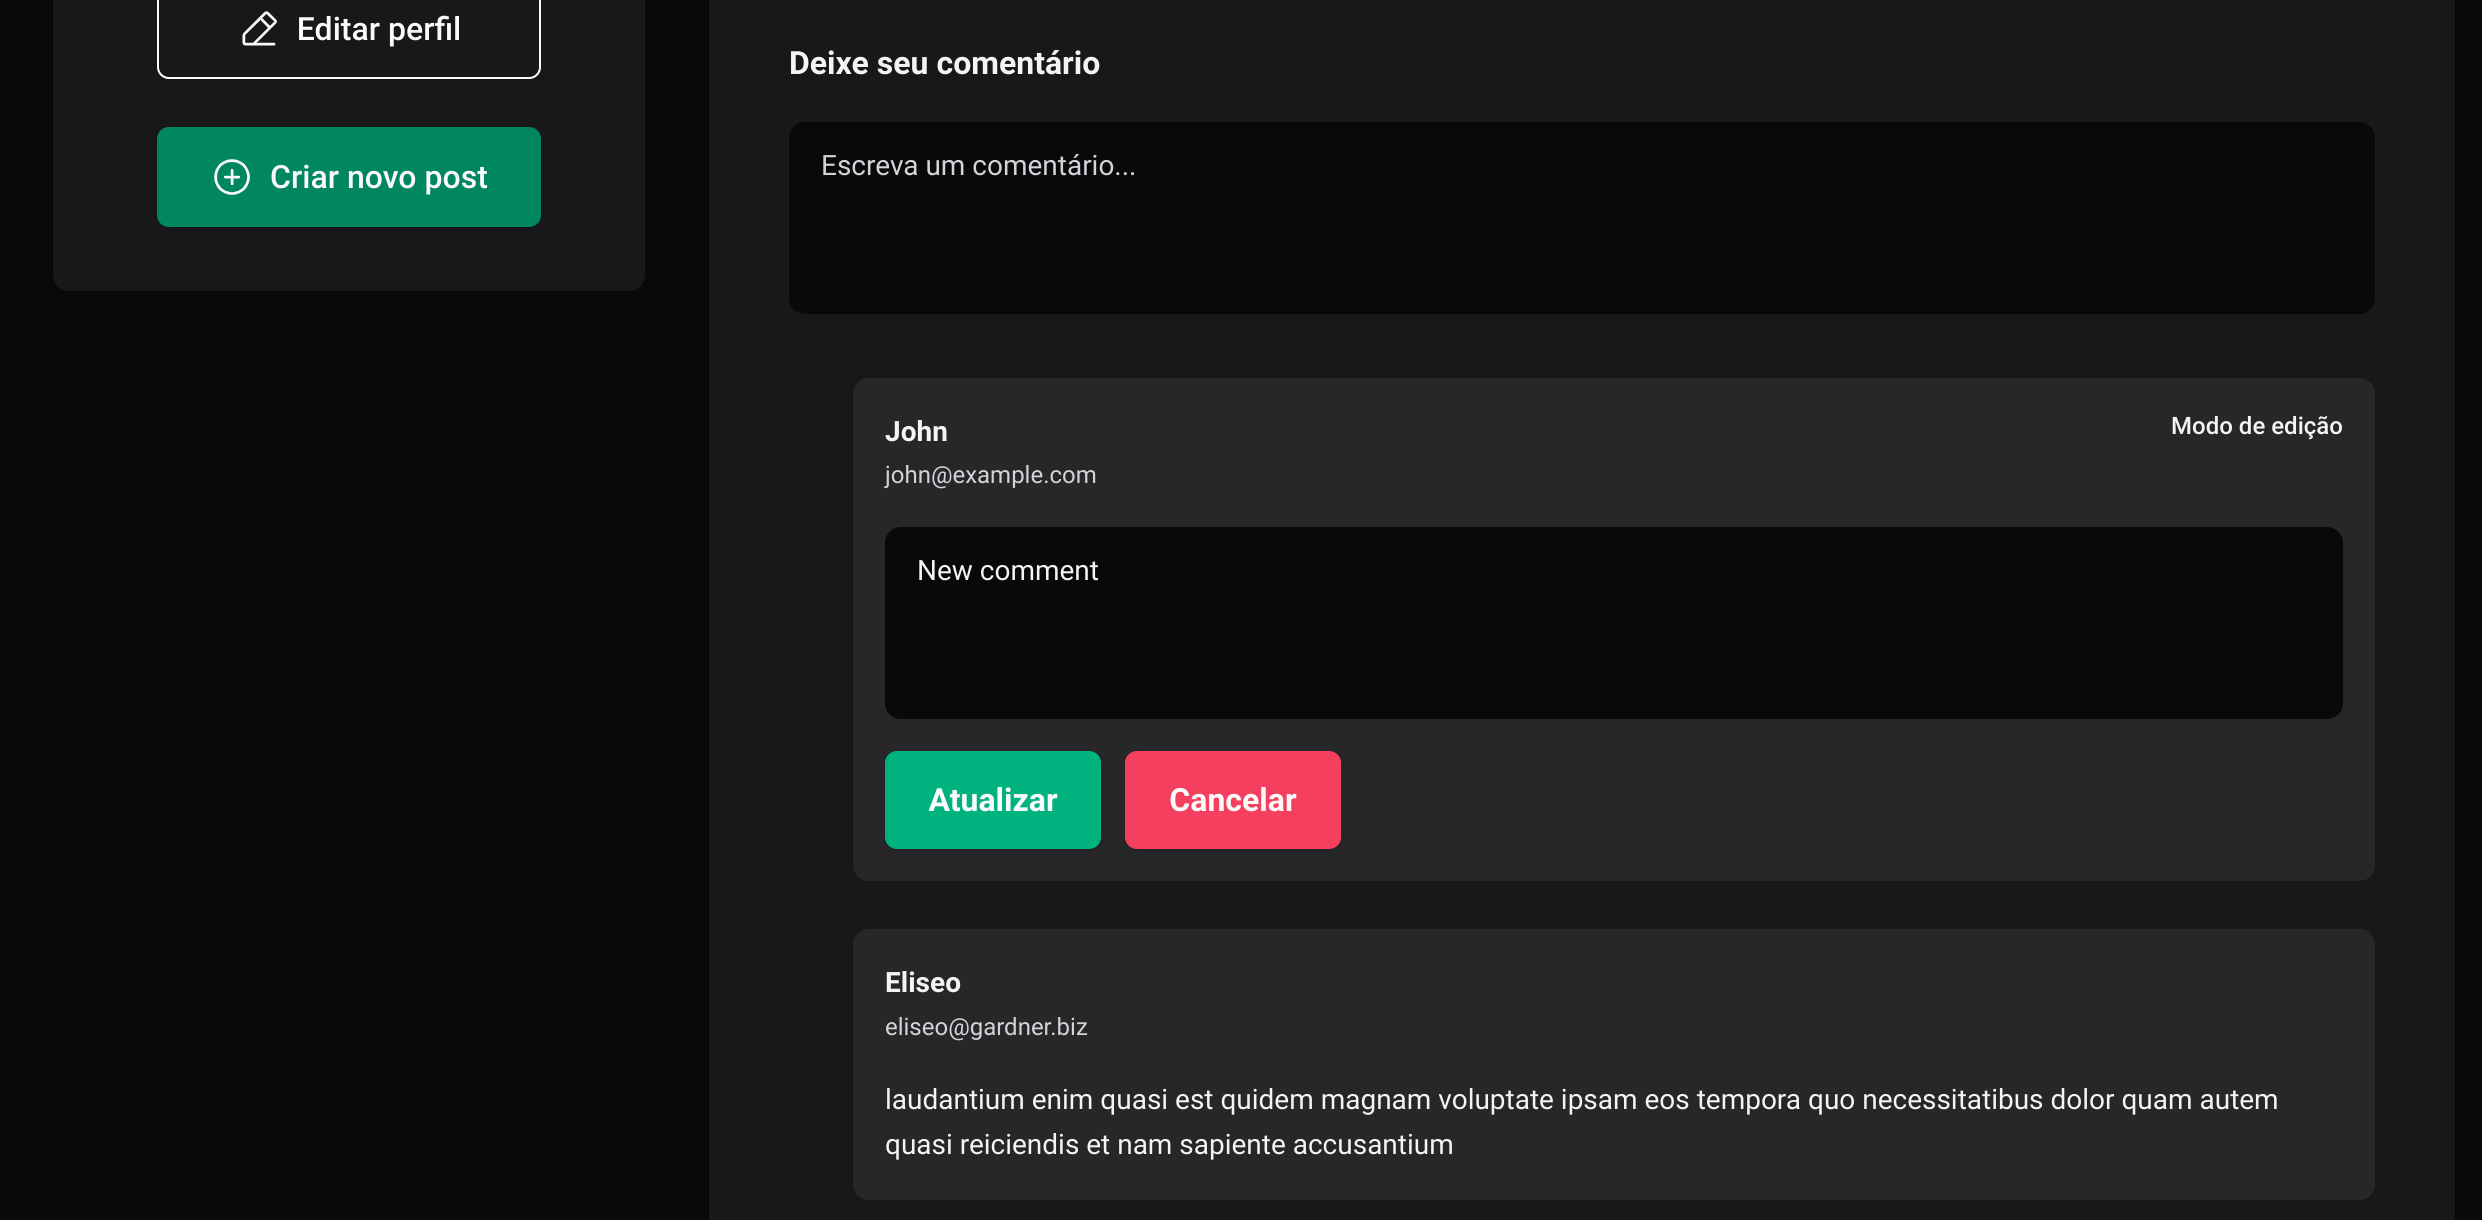 Editar perfil
Criar novo post
Deixe seu comentário
Escreva um comentário...
John
Modo de edição
john@example.com
New comment
Atualizar
Cancelar
Eliseo
eliseo@gardner.biz
laudantium enim quasi est quidem magnam voluptate ipsam eos tempora quo necessitatibus dolor quam autem
quasi reiciendis et nam sapiente accusantium